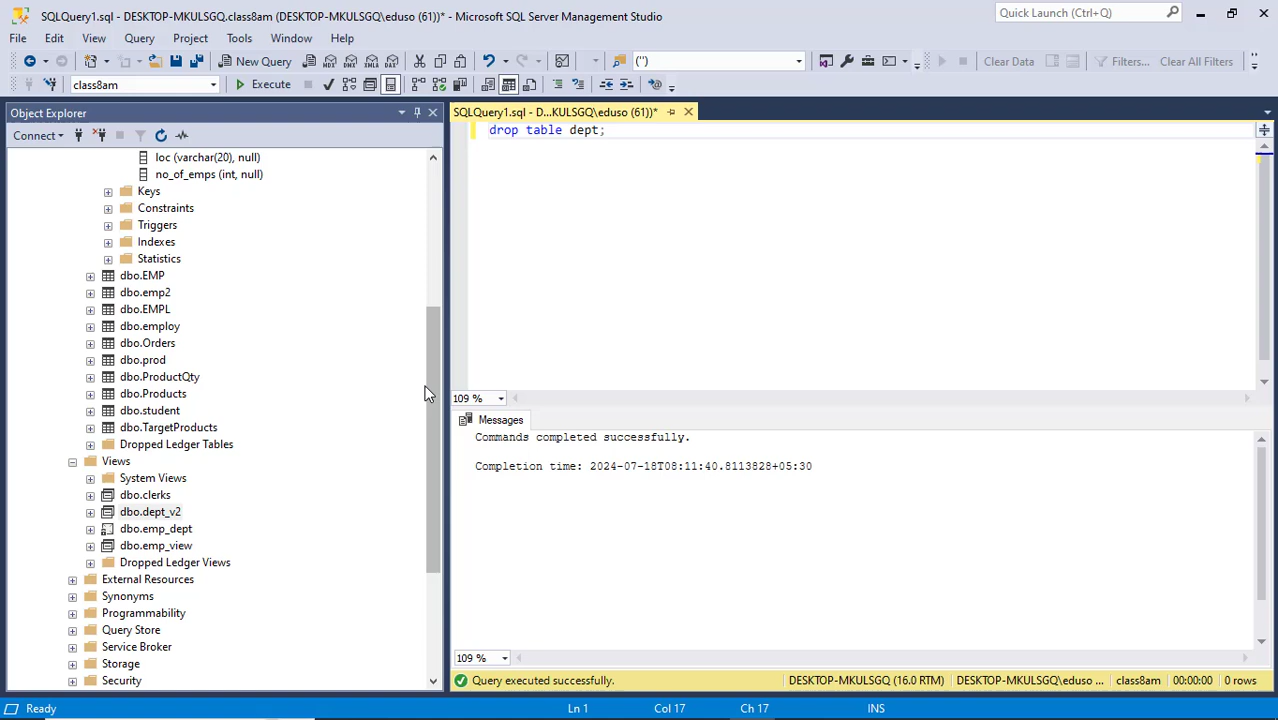 SQLQuery1.sql - DESKTOP-MKULSGQ.class8am (DESKTOP-MKULSGQ\eduso (61))* - Microsoft SQL Server Management Studio
Quick Launch (Ctrl+Q)
File Edit View Query Project Tools Window Help
New Query
MDX DMX XMLA DAX
('')
Clear Data
Filters...
Clear All Filters
class8am
Execute
Object Explorer
Connect
loc (varchar(20), null)
no_of_emps (int, null)
Keys
Constraints
Triggers
Indexes
Statistics
dbo.EMP
dbo.emp2
dbo.EMPL
dbo.employ
dbo.Orders
dbo.prod
dbo.ProductQty
dbo.Products
dbo.student
dbo.TargetProducts
Dropped Ledger Tables
Views
System Views
dbo.clerks
dbo.dept_v2
dbo.emp_dept
dbo.emp_view
Dropped Ledger Views
External Resources
Synonyms
Programmability
Query Store
Service Broker
Storage
Security
SQLQuery1.sql - D...KULSGQ\eduso (61))*
drop table dept;
109 %
Messages
Commands completed successfully.
Completion time: 2024-07-18T08:11:40.8113828+05:30
109 %
Query executed successfully.
DESKTOP-MKULSGQ (16.0 RTM)
DESKTOP-MKULSGQ\eduso ...
class8am
00:00:00
0 rows
Ready
Ln 1
Col 17
Ch 17
INS